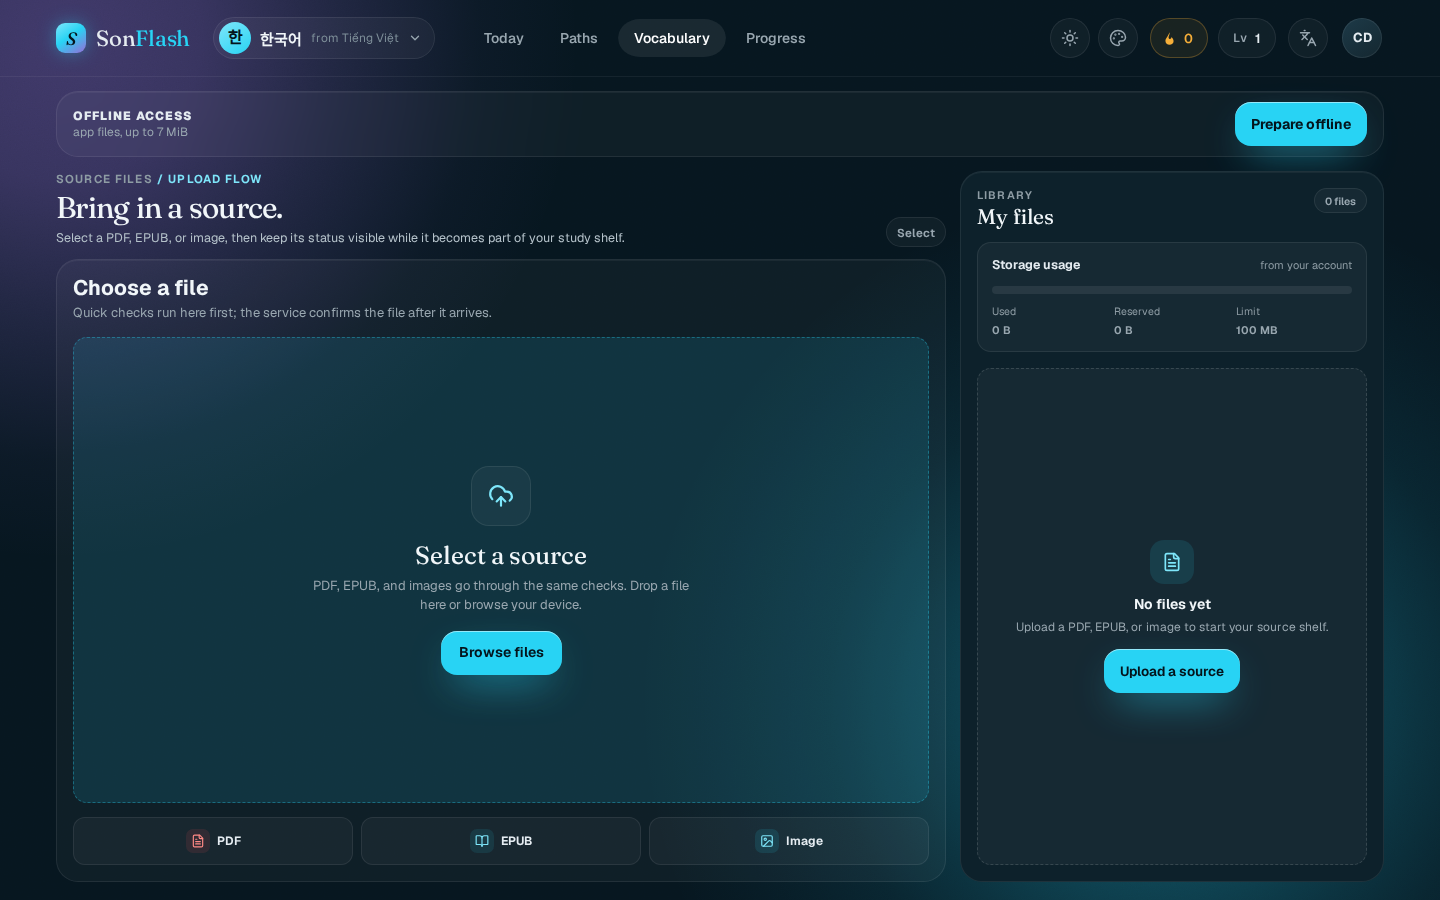 S SonFlash
한 한국어 from Tiếng Việt
Today
Paths
Vocabulary
Progress
0
Lv 1
CD
OFFLINE ACCESS
app files, up to 7 MiB
Prepare offline
SOURCE FILES / UPLOAD FLOW
Bring in a source.
Select a PDF, EPUB, or image, then keep its status visible while it becomes part of your study shelf.
Select
Choose a file
Quick checks run here first; the service confirms the file after it arrives.
Select a source
PDF, EPUB, and images go through the same checks. Drop a file
here or browse your device.
Browse files
PDF
EPUB
Image
LIBRARY
My files
0 files
Storage usage
from your account
Used
Reserved
Limit
0 B
0 B
100 MB
No files yet
Upload a PDF, EPUB, or image to start your source shelf.
Upload a source